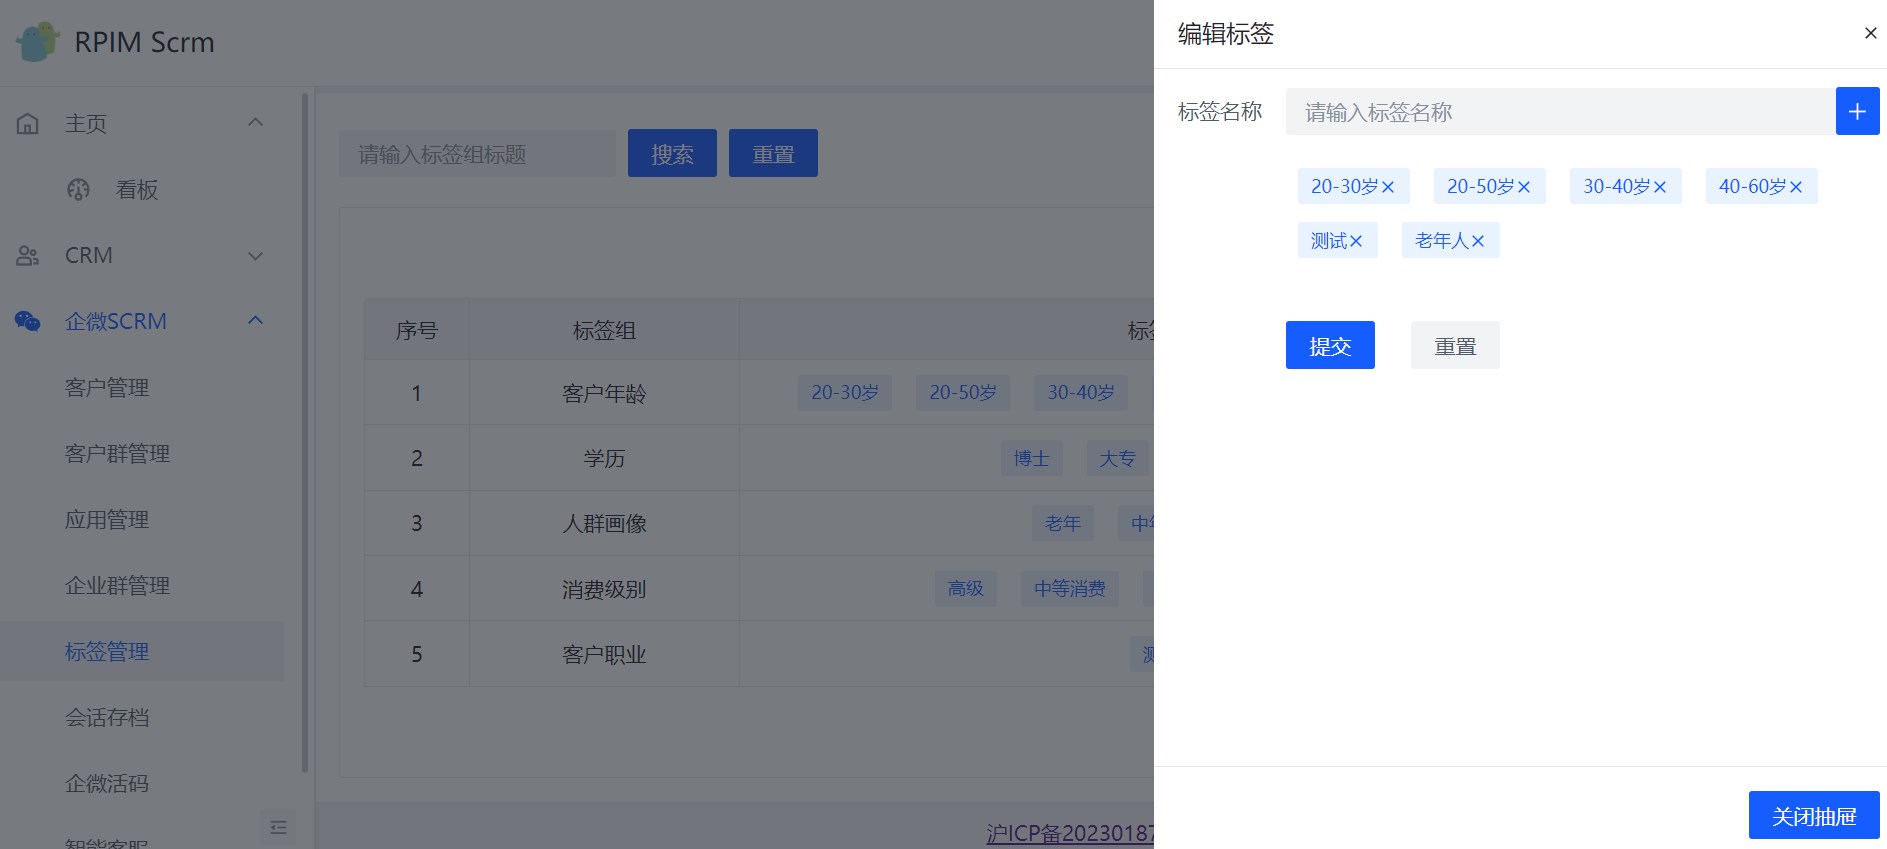 RPIM Scrm
主页
看板
CRM
企微SCRM
客户管理
客户群管理
应用管理
企业群管理
标签管理
会话存档
企微活码
智能客服
请输入标签组标题 搜索 重置
序号 标签组
1 客户年龄 20-30岁 20-50岁 30-40岁
2 学历 博士 大专
3 人群画像 老年
4 消费级别 高级 中等消费
5 客户职业
沪ICP备2023018
编辑标签
标签名称 请输入标签名称
20-30岁 20-50岁 30-40岁 40-60岁
测试 老年人
提交 重置
关闭抽屉